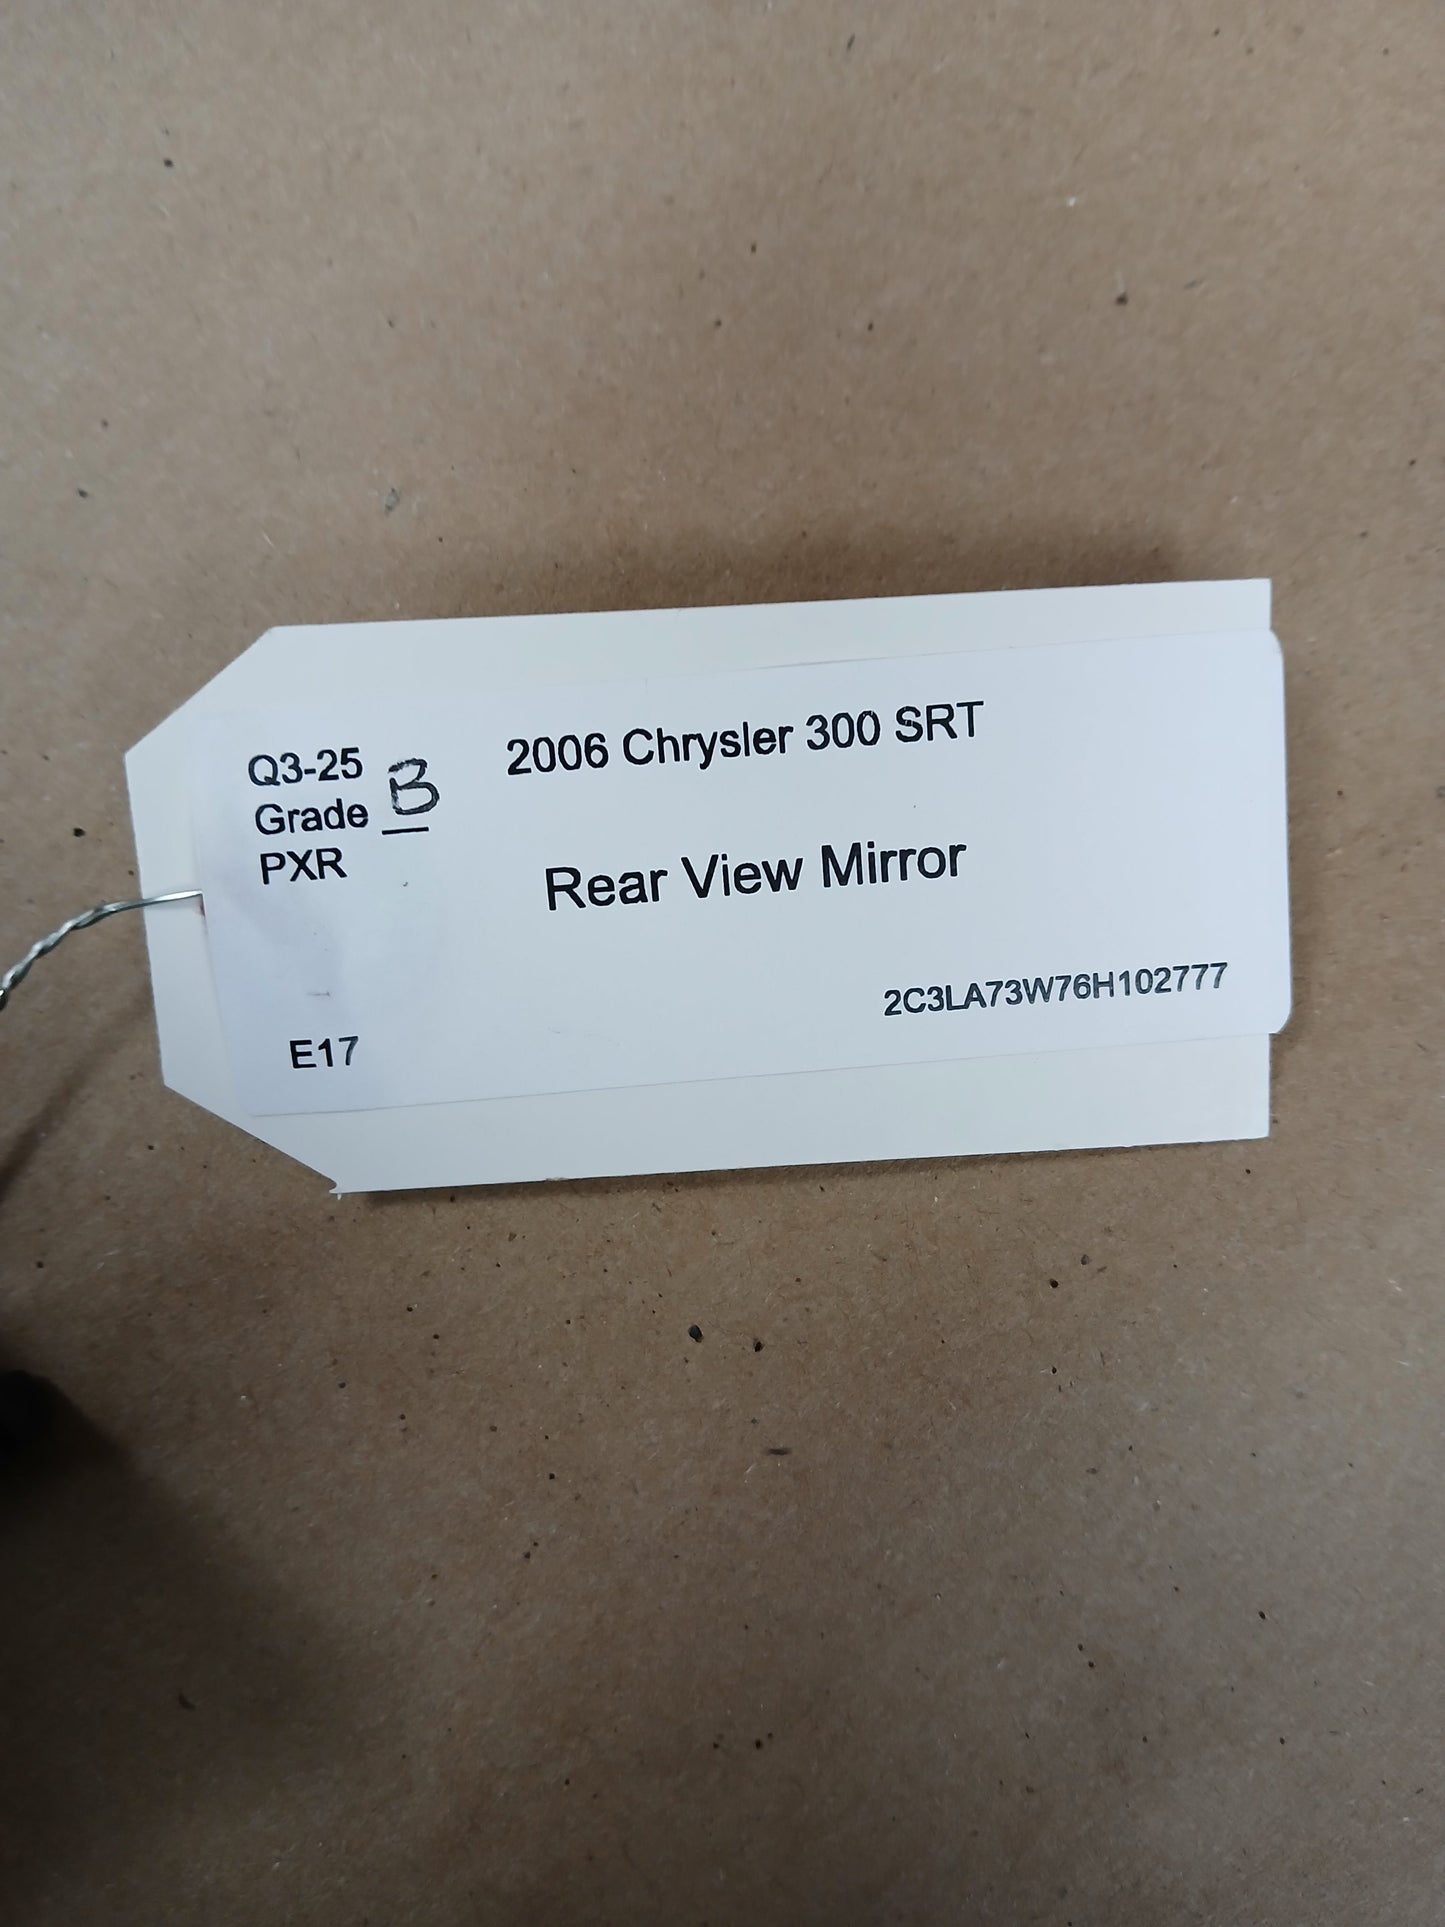 Q3-25
Grade B
PXR
2006 Chrysler 300 SRT
Rear View Mirror
2C3LA73W76H102777
E17